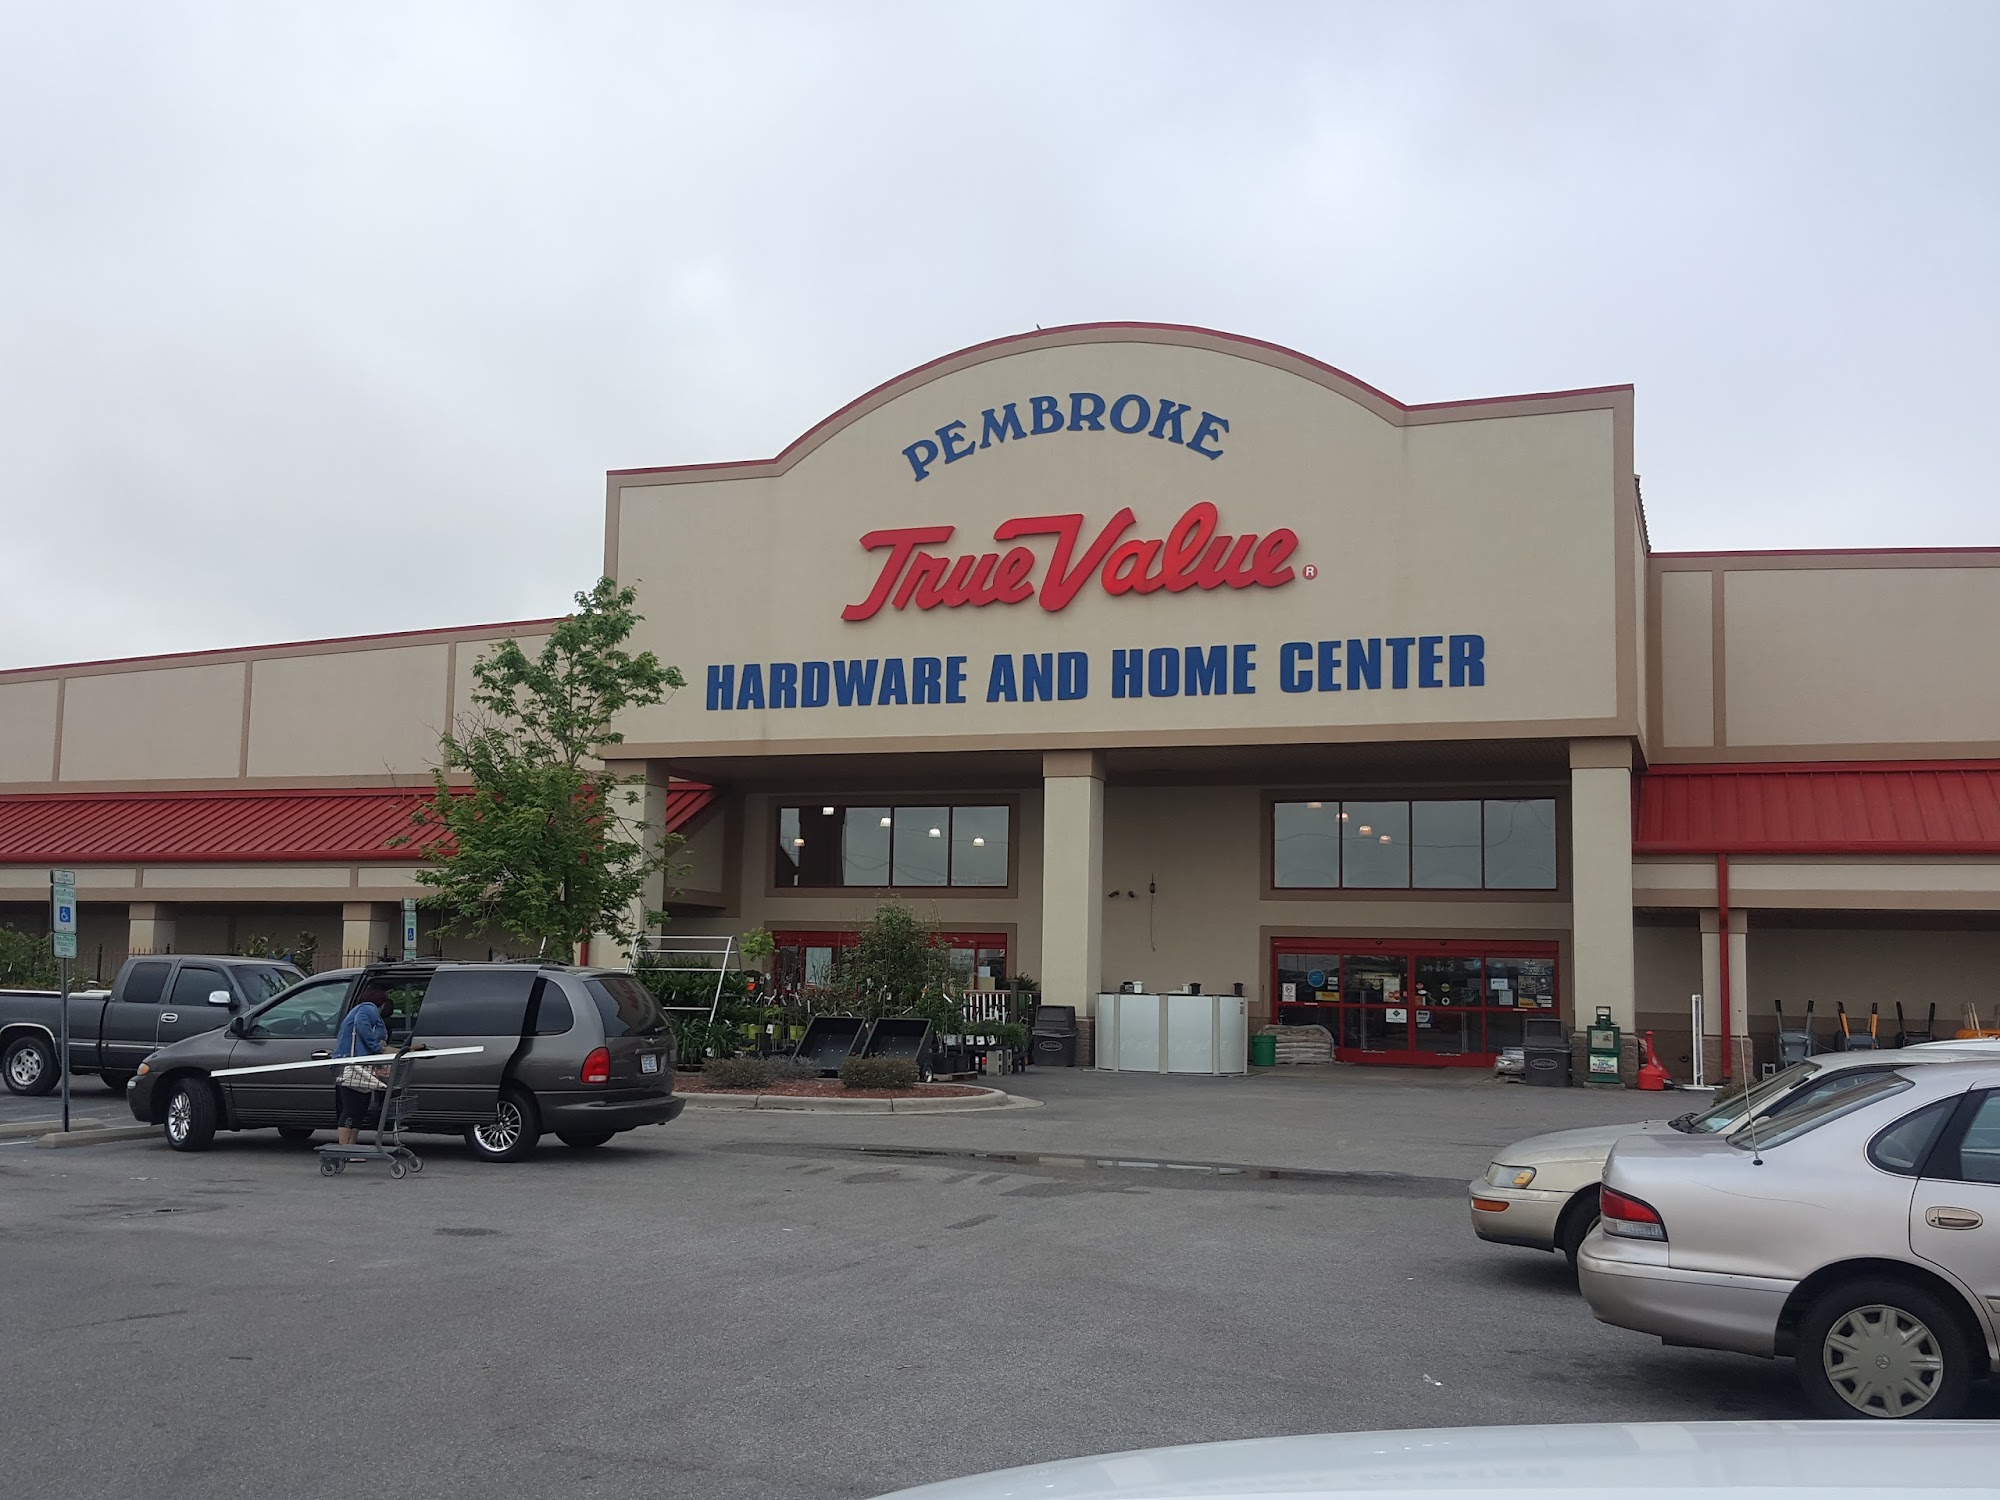 PEMBROKE
True Value®
HARDWARE AND HOME CENTER